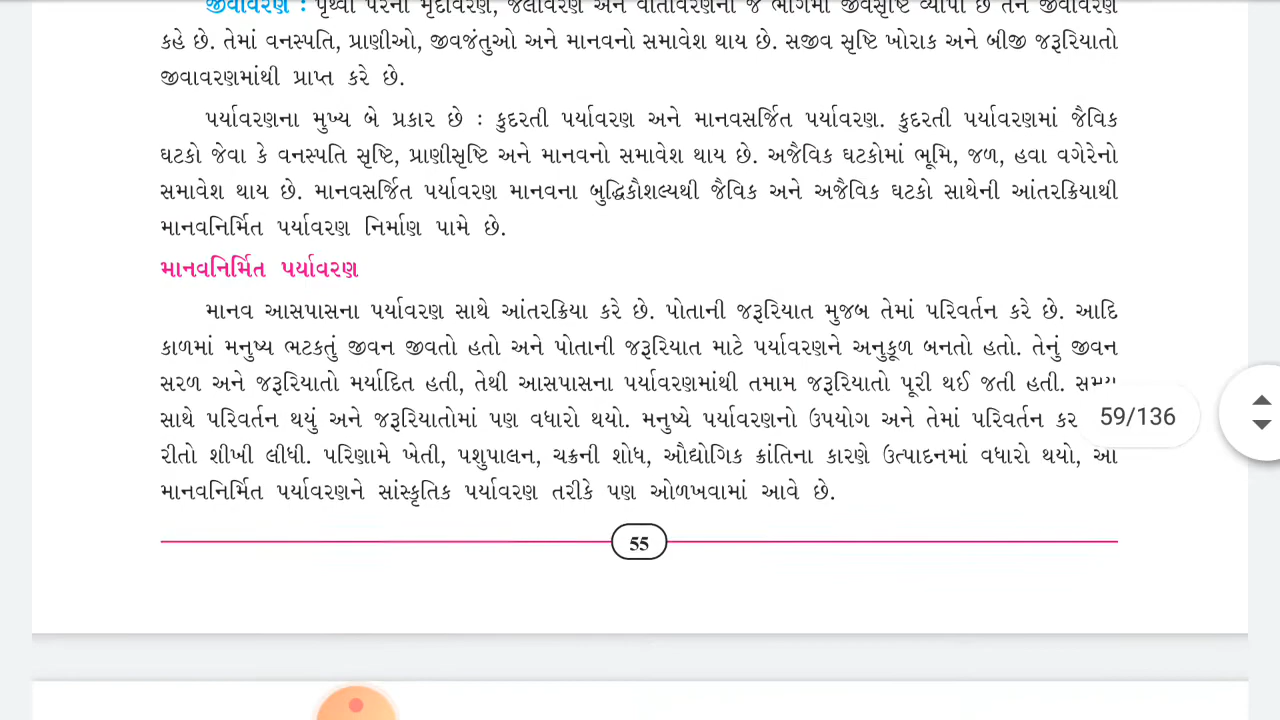 જીવાવરણ : પૃથ્વી પરના મૃદાવરણ, જલાવરણ અને વાતાવરણના જે ભાગમાં જીવસૃષ્ટિ વ્યાપી છે તેને જીવાવરણ
કહે છે. તેમાં વનસ્પતિ, પ્રાણીઓ, જીવજંતુઓ અને માનવનો સમાવેશ થાય છે. સજીવ સૃષ્ટિ ખોરાક અને બીજી જરૂરિયાતો
જીવાવરણમાંથી પ્રાપ્ત કરે છે.
પર્યાવરણના મુખ્ય બે પ્રકાર છે : કુદરતી પર્યાવરણ અને માનવસર્જિત પર્યાવરણ. કુદરતી પર્યાવરણમાં જૈવિક
ઘટકો જેવા કે વનસ્પતિ સૃષ્ટિ, પ્રાણીસૃષ્ટિ અને માનવનો સમાવેશ થાય છે. અજૈવિક ઘટકોમાં ભૂમિ, જળ, હવા વગેરેનો
સમાવેશ થાય છે. માનવસર્જિત પર્યાવરણ માનવના બુદ્ધિકૌશલ્યથી જૈવિક અને અજૈવિક ઘટકો સાથેની આંતરક્રિયાથી
માનવનિર્મિત પર્યાવરણ નિર્માણ પામે છે.
માનવનિર્મિત પર્યાવરણ
માનવ આસપાસના પર્યાવરણ સાથે આંતરક્રિયા કરે છે. પોતાની જરૂરિયાત મુજબ તેમાં પરિવર્તન કરે છે. આદિ
કાળમાં મનુષ્ય ભટકતું જીવન જીવતો હતો અને પોતાની જરૂરિયાત માટે પર્યાવરણને અનુકૂળ બનતો હતો. તેનું જીવન
સરળ અને જરૂરિયાતો મર્યાદિત હતી, તેથી આસપાસના પર્યાવરણમાંથી તમામ જરૂરિયાતો પૂરી થઈ જતી હતી. સમય
સાથે પરિવર્તન થયું અને જરૂરિયાતોમાં પણ વધારો થયો. મનુષ્યે પર્યાવરણનો ઉપયોગ અને તેમાં પરિવર્તન કર
રીતો શીખી લીધી. પરિણામે ખેતી, પશુપાલન, ચક્રની શોધ, ઔદ્યોગિક ક્રાંતિના કારણે ઉત્પાદનમાં વધારો થયો, આ
માનવનિર્મિત પર્યાવરણને સાંસ્કૃતિક પર્યાવરણ તરીકે પણ ઓળખવામાં આવે છે.
59/136
55